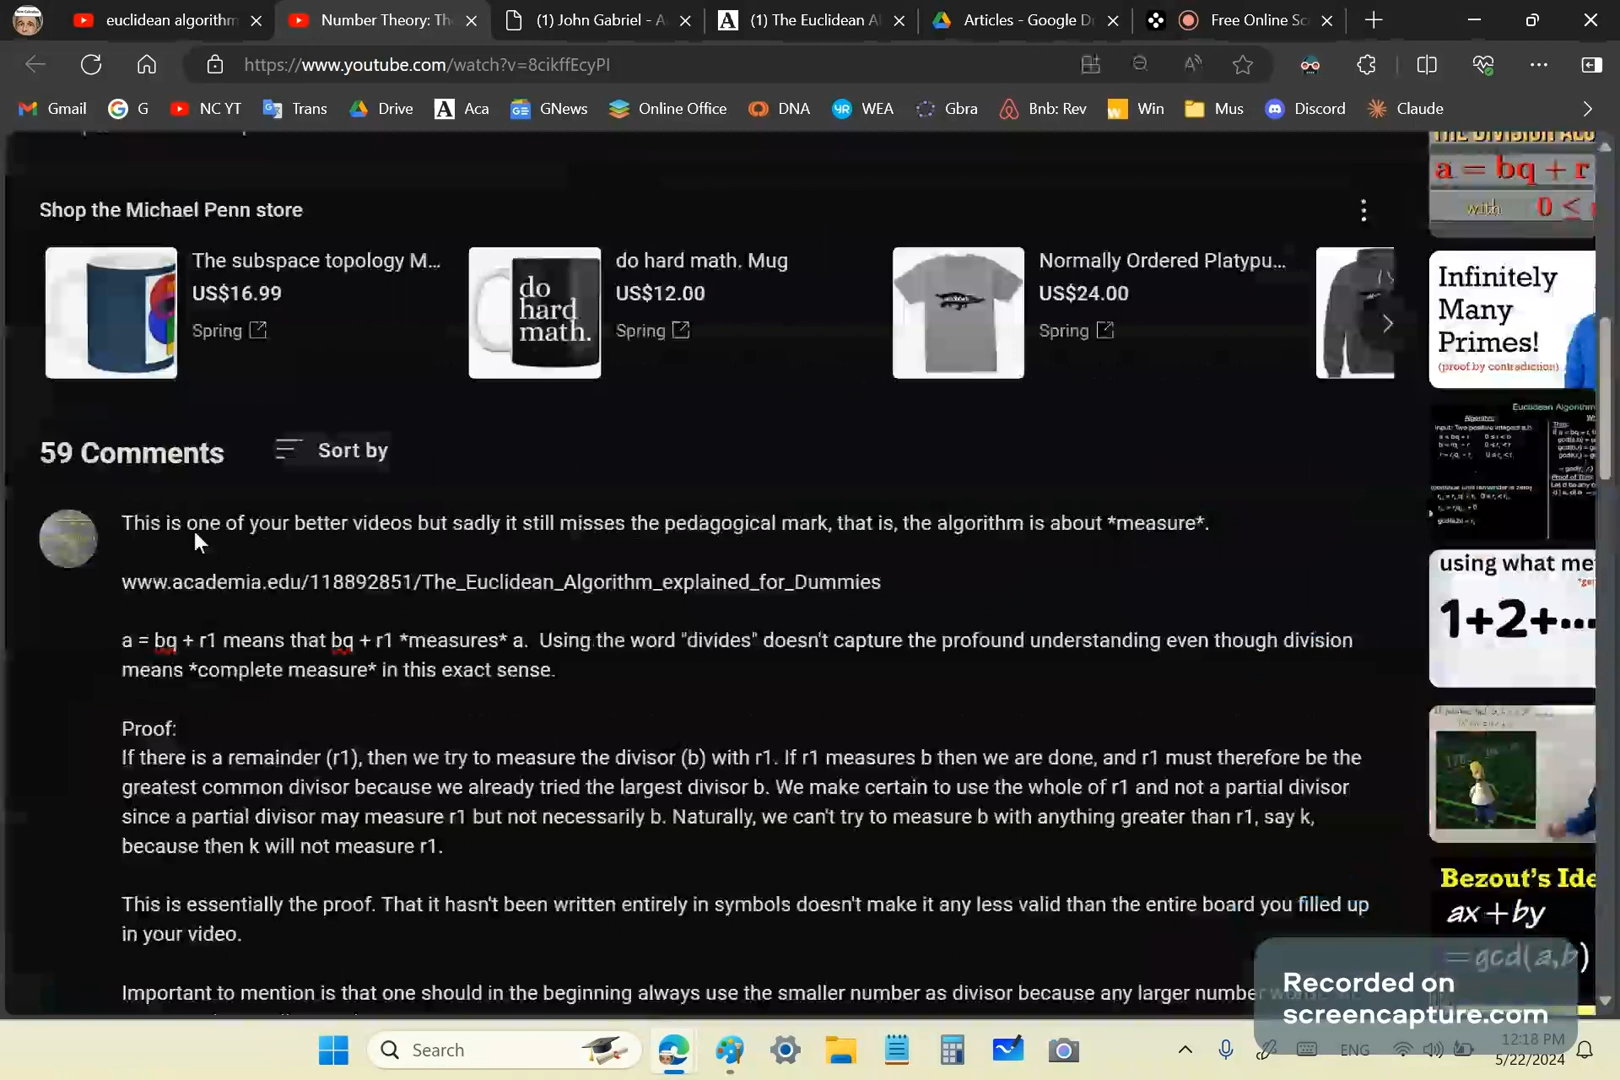 euclidean algorithm
Number Theory: Th
(1) John Gabriel - A
(1) The Euclidean Al
Articles - Google Dr
Free Online Sc
https://www.youtube.com/watch?v=8cikffEcyPI
Gmail G NC YT Trans Drive Aca GNews Online Office DNA WEA Gbra Bnb: Rev Win Mus Discord Claude
Shop the Michael Penn store
The subspace topology M...
US$16.99
Spring
do hard math. Mug
US$12.00
Spring
Normally Ordered Platypu...
US$24.00
Spring
do
hard
math.
59 Comments Sort by
This is one of your better videos but sadly it still misses the pedagogical mark, that is, the algorithm is about *measure*.
www.academia.edu/118892851/The_Euclidean_Algorithm_explained_for_Dummies
a = bq + r1 means that bq + r1 *measures* a. Using the word "divides" doesn't capture the profound understanding even though division
means *complete measure* in this exact sense.
Proof:
If there is a remainder (r1), then we try to measure the divisor (b) with r1. If r1 measures b then we are done, and r1 must therefore be the
greatest common divisor because we already tried the largest divisor b. We make certain to use the whole of r1 and not a partial divisor
since a partial divisor may measure r1 but not necessarily b. Naturally, we can't try to measure b with anything greater than r1, say k,
because then k will not measure r1.
This is essentially the proof. That it hasn't been written entirely in symbols doesn't make it any less valid than the entire board you filled up
in your video.
Important to mention is that one should in the beginning always use the smaller number as divisor because any larger number
a = bq + r
with 0 ≤
Infinitely
Many
Primes!
(proof by contradiction)
Euclidean Algorithm
using what me
1+2+...
Bezout's Ide
ax+by
=gcd(a,b)
Recorded on
screencapture.com
Search
ENG
12:18 PM
5/22/2024